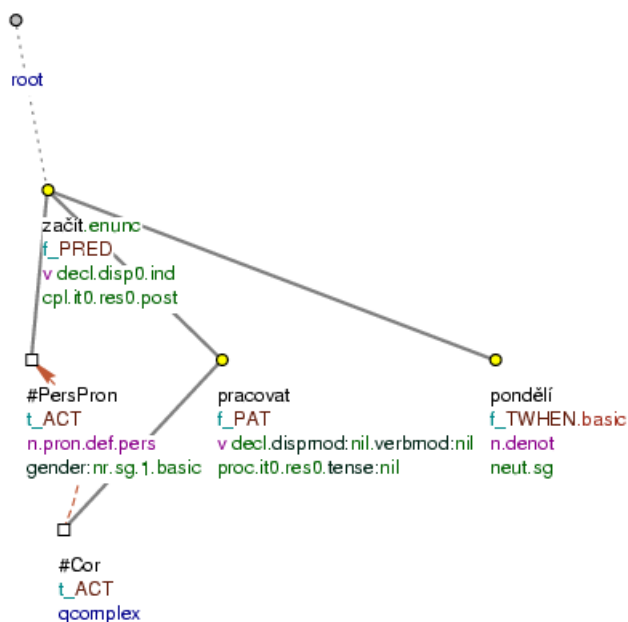 root
začít.enunc
f_PRED
v decl.disp0.ind
cpl.it0.res0.post
#PersPron
t_ACT
n.pron.def.pers
gender:nr.sg.1.basic
pracovat
f_PAT
v decl.dispmod:nil.verbmod:nil
proc.it0.res0.tense:nil
pondělí
f_TWHEN.basic
n.denot
neut.sg
#Cor
t_ACT
qcomplex